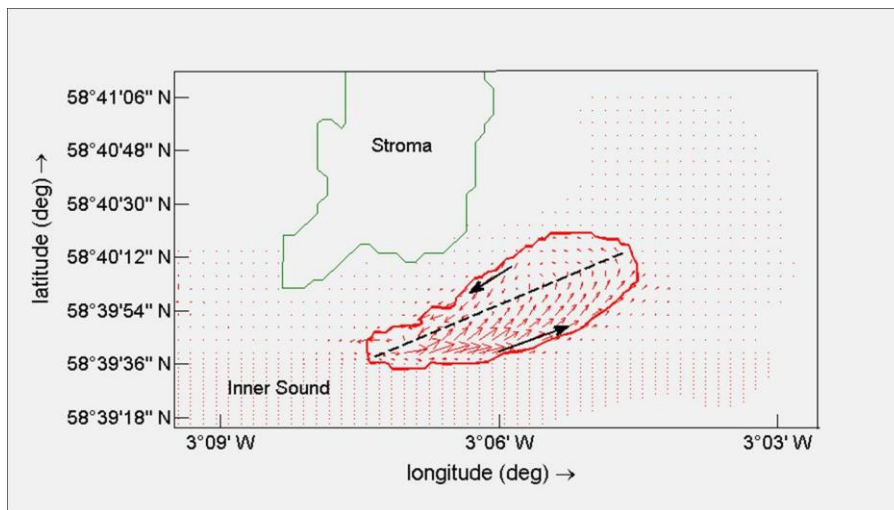 58°41'06" N
58°40'48" N
58°40'30" N
58°40'12" N
58°39'54" N
58°39'36" N
58°39'18" N
latitude (deg) →
Stroma
Inner Sound
3°09' W
3°06' W
3°03' W
longitude (deg) →